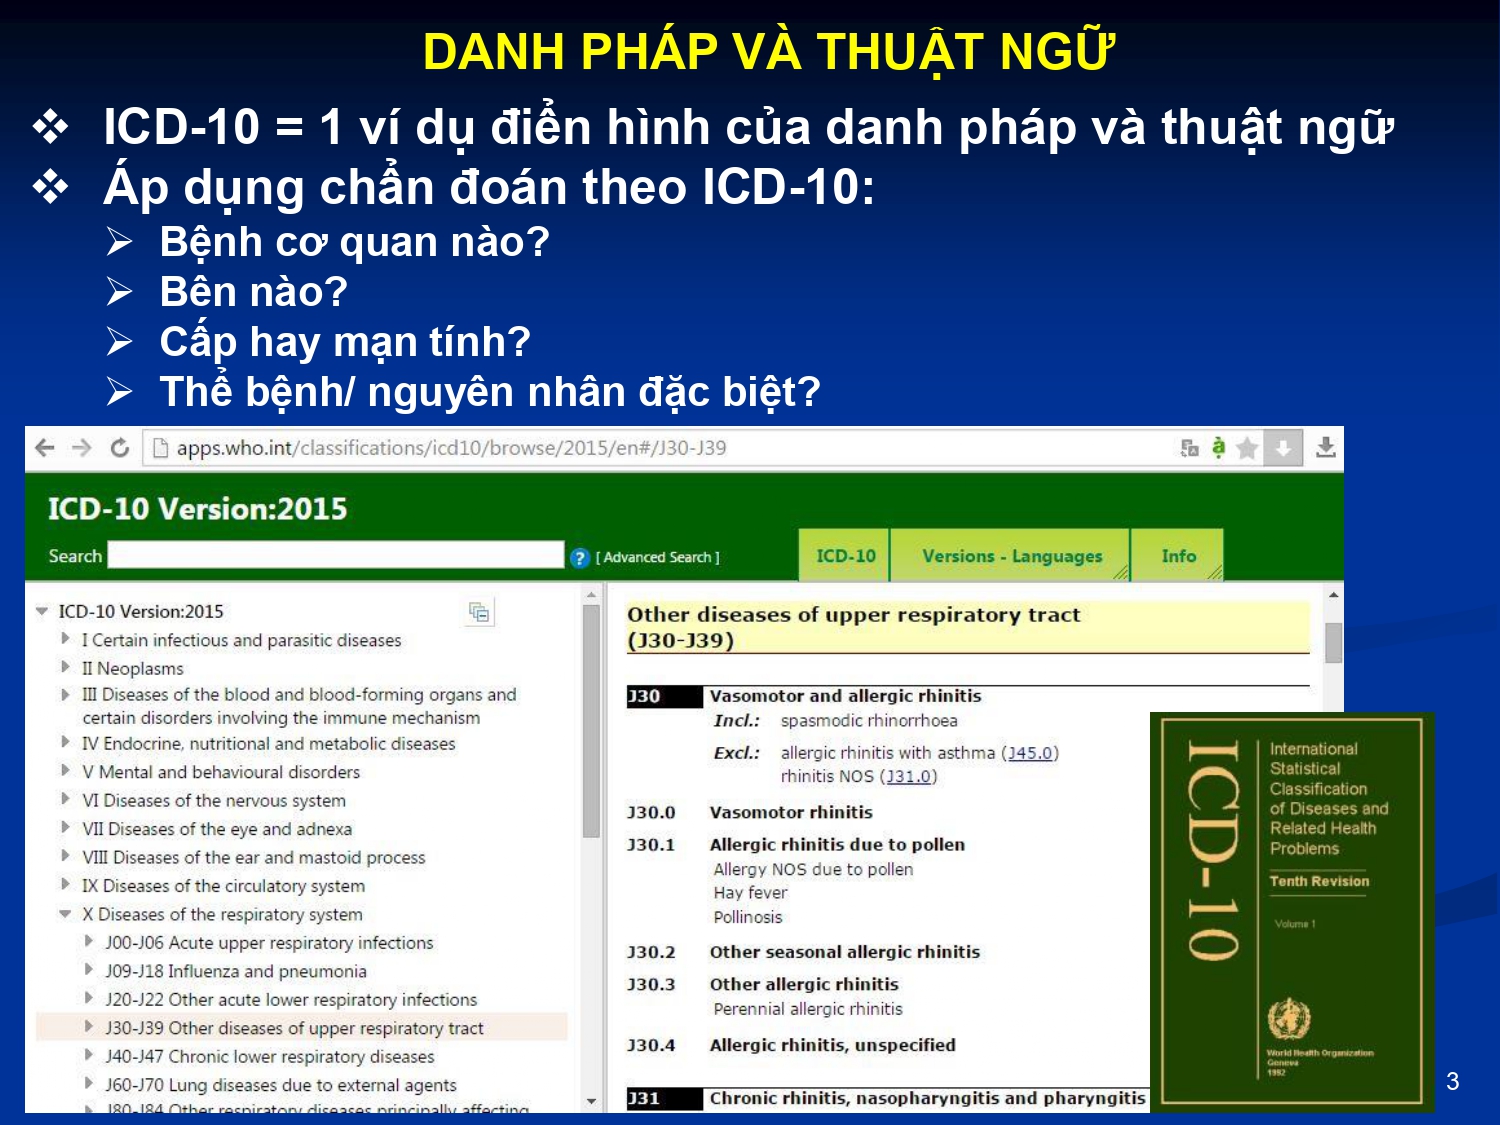 DANH PHÁP VÀ THUẬT NGỮ
❖ ICD-10 = 1 ví dụ điển hình của danh pháp và thuật ngữ
❖ Áp dụng chẩn đoán theo ICD-10:
➢ Bệnh cơ quan nào?
➢ Bên nào?
➢ Cấp hay mạn tính?
➢ Thể bệnh/ nguyên nhân đặc biệt?
apps.who.int/classifications/icd10/browse/2015/en#/J30-J39
ICD-10 Version:2015
Search ? [ Advanced Search ]
ICD-10 Versions - Languages Info
ICD-10 Version:2015
I Certain infectious and parasitic diseases
II Neoplasms
III Diseases of the blood and blood-forming organs and
certain disorders involving the immune mechanism
IV Endocrine, nutritional and metabolic diseases
V Mental and behavioural disorders
VI Diseases of the nervous system
VII Diseases of the eye and adnexa
VIII Diseases of the ear and mastoid process
IX Diseases of the circulatory system
X Diseases of the respiratory system
J00-J06 Acute upper respiratory infections
J09-J18 Influenza and pneumonia
J20-J22 Other acute lower respiratory infections
J30-J39 Other diseases of upper respiratory tract
J40-J47 Chronic lower respiratory diseases
J60-J70 Lung diseases due to external agents
J80-J84 Other respiratory diseases principally affecting
Other diseases of upper respiratory tract
(J30-J39)
J30 Vasomotor and allergic rhinitis
Incl.: spasmodic rhinorrhoea
Excl.: allergic rhinitis with asthma (J45.0)
rhinitis NOS (J31.0)
J30.0 Vasomotor rhinitis
J30.1 Allergic rhinitis due to pollen
Allergy NOS due to pollen
Hay fever
Pollinosis
J30.2 Other seasonal allergic rhinitis
J30.3 Other allergic rhinitis
Perennial allergic rhinitis
J30.4 Allergic rhinitis, unspecified
J31 Chronic rhinitis, nasopharyngitis and pharyngitis
ICD-10
International
Statistical
Classification
of Diseases and
Related Health
Problems
Tenth Revision
Volume 1
World Health Organization
Geneva
1992
3